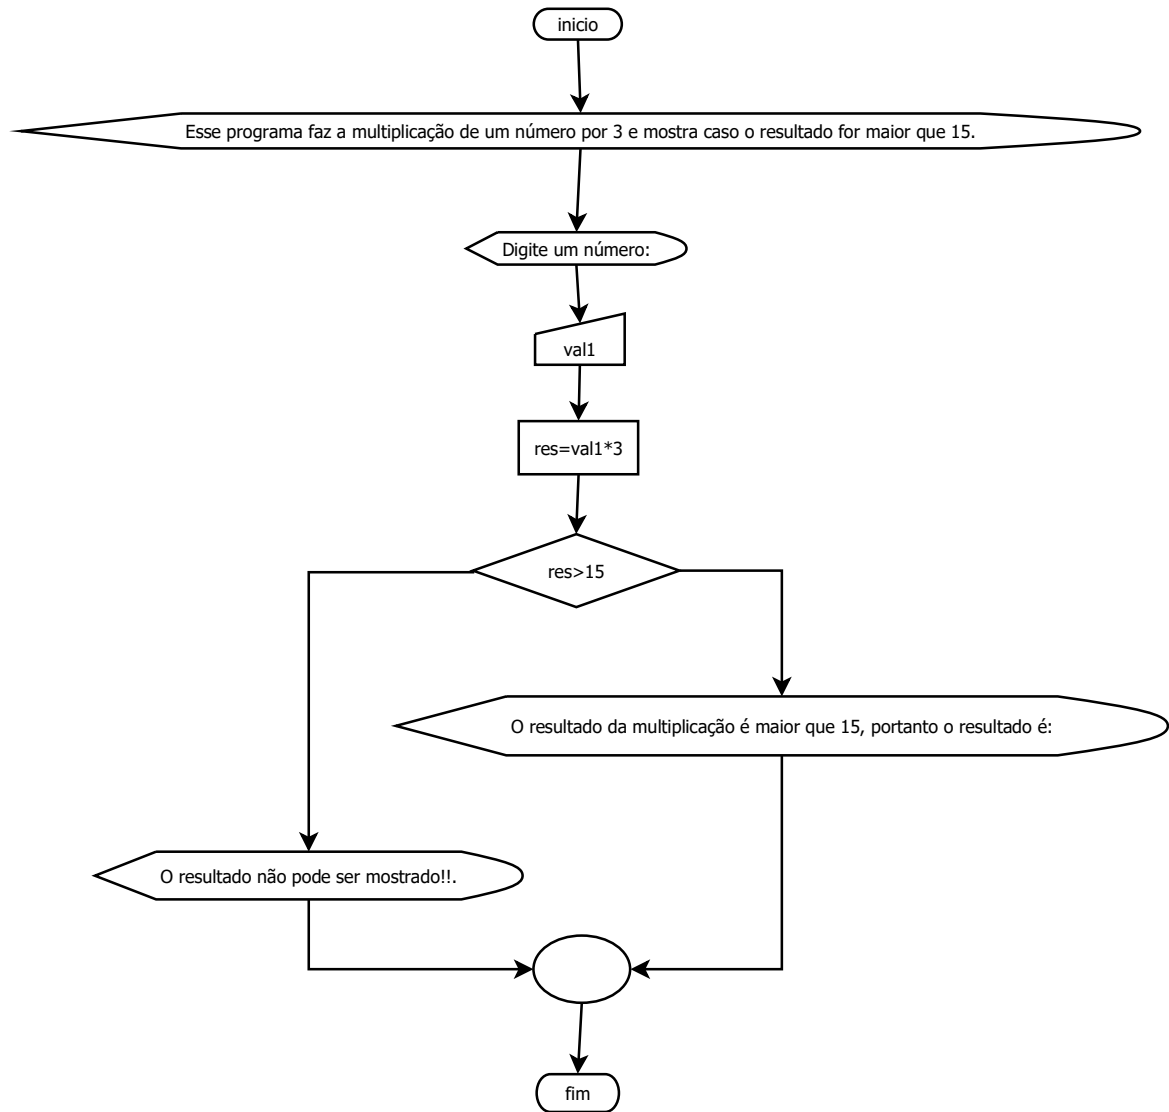 inicio
Esse programa faz a multiplicação de um número por 3 e mostra caso o resultado for maior que 15.
Digite um número:
val1
res=val1*3
res>15
O resultado da multiplicação é maior que 15, portanto o resultado é:
O resultado não pode ser mostrado!!.
fim